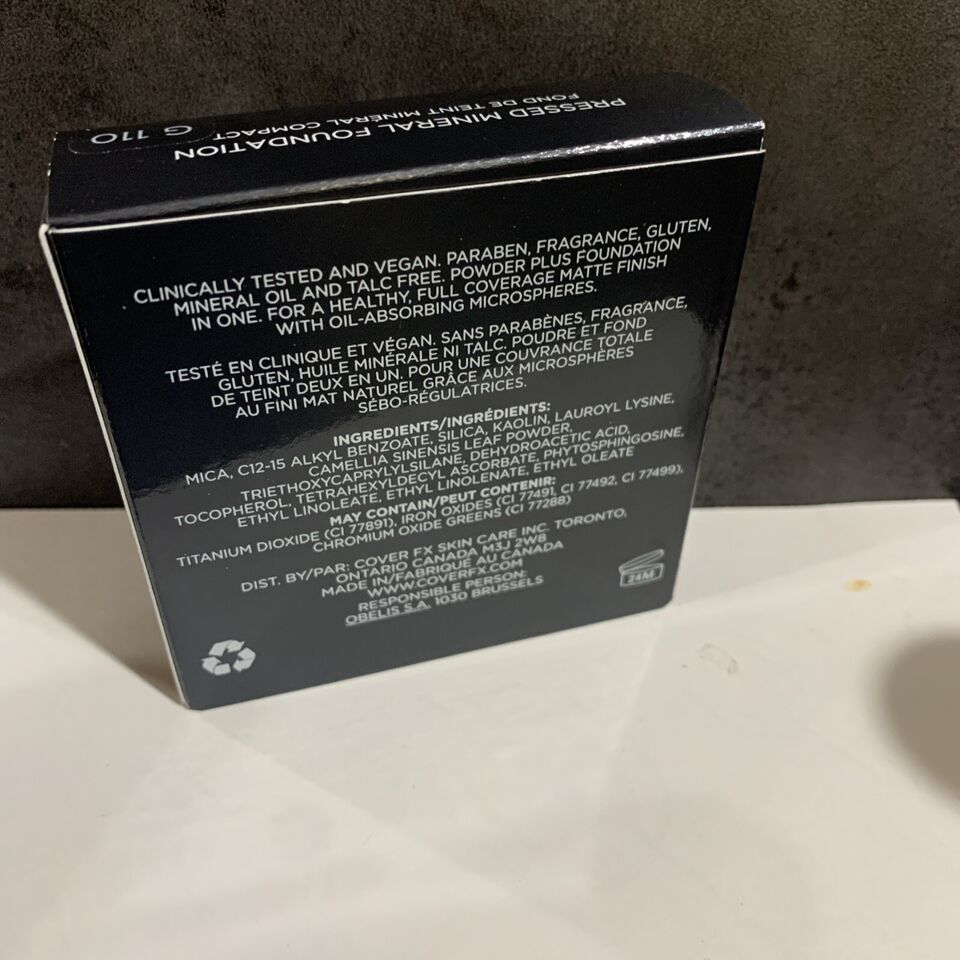 PRESSED MINERAL FOUNDATION
FOND DE TEINT MINÉRAL COMPACT
G 110
CLINICALLY TESTED AND VEGAN. PARABEN, FRAGRANCE, GLUTEN,
MINERAL OIL AND TALC FREE. POWDER PLUS FOUNDATION
IN ONE. FOR A HEALTHY, FULL COVERAGE MATTE FINISH
WITH OIL-ABSORBING MICROSPHERES.
TESTÉ EN CLINIQUE ET VÉGAN. SANS PARABÈNES, FRAGRANCE,
GLUTEN, HUILE MINÉRALE NI TALC. POUDRE ET FOND
DE TEINT DEUX EN UN. POUR UNE COUVRANCE TOTALE
AU FINI MAT NATUREL GRÂCE AUX MICROSPHÈRES
SÉBO-RÉGULATRICES.
INGREDIENTS/INGRÉDIENTS:
MICA, C12-15 ALKYL BENZOATE, SILICA, KAOLIN, LAUROYL LYSINE,
CAMELLIA SINENSIS LEAF POWDER,
TRIETHOXYCAPRYLYLSILANE, DEHYDROACETIC ACID,
TOCOPHEROL, TETRAHEXYLDECYL ASCORBATE, PHYTOSPHINGOSINE,
ETHYL LINOLEATE, ETHYL LINOLENATE, ETHYL OLEATE
MAY CONTAIN/PEUT CONTENIR:
TITANIUM DIOXIDE (CI 77891), IRON OXIDES (CI 77491, CI 77492, CI 77499),
CHROMIUM OXIDE GREENS (CI 77288)
DIST. BY/PAR: COVER FX SKIN CARE INC. TORONTO,
ONTARIO CANADA M3J 2W8
MADE IN/FABRIQUÉ AU CANADA
WWW.COVERFX.COM
RESPONSIBLE PERSON:
OBELIS S.A. 1030 BRUSSELS
24M